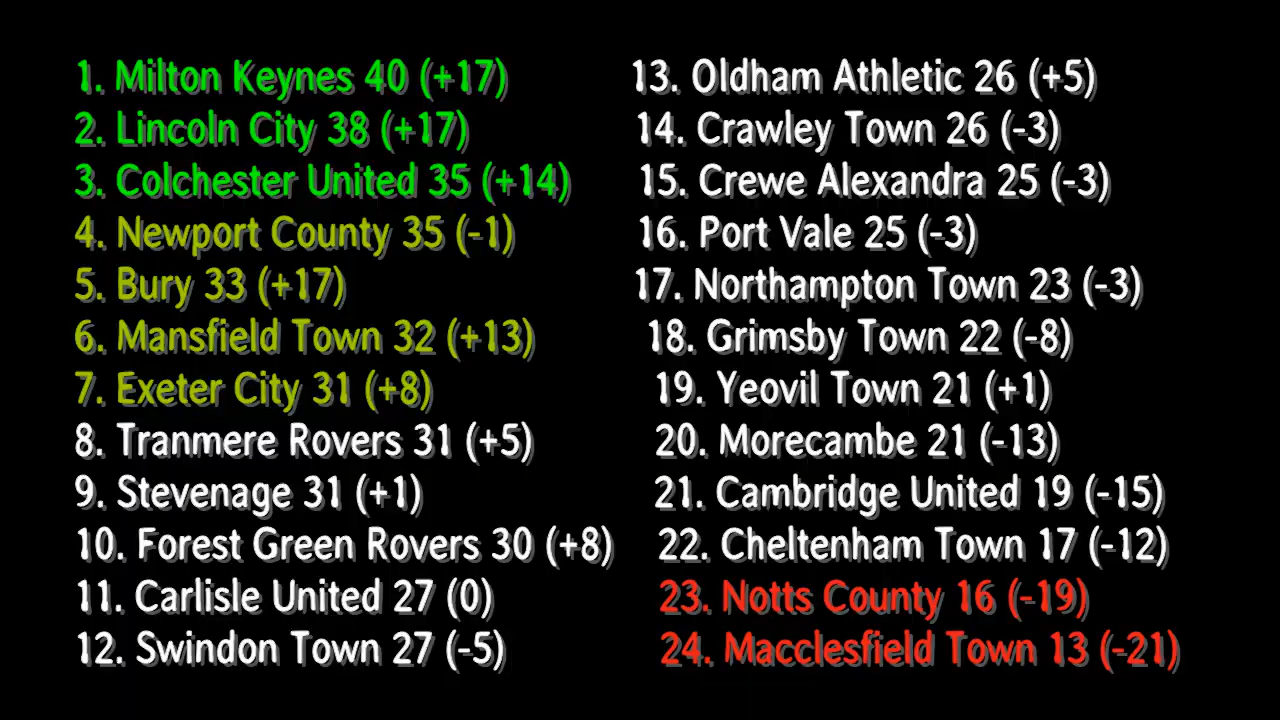 1. Milton Keynes 40 (+17)
2. Lincoln City 38 (+17)
3. Colchester United 35 (+14)
4. Newport County 35 (-1)
5. Bury 33 (+17)
6. Mansfield Town 32 (+13)
7. Exeter City 31 (+8)
8. Tranmere Rovers 31 (+5)
9. Stevenage 31 (+1)
10. Forest Green Rovers 30 (+8)
11. Carlisle United 27 (0)
12. Swindon Town 27 (-5)
13. Oldham Athletic 26 (+5)
14. Crawley Town 26 (-3)
15. Crewe Alexandra 25 (-3)
16. Port Vale 25 (-3)
17. Northampton Town 23 (-3)
18. Grimsby Town 22 (-8)
19. Yeovil Town 21 (+1)
20. Morecambe 21 (-13)
21. Cambridge United 19 (-15)
22. Cheltenham Town 17 (-12)
23. Notts County 16 (-19)
24. Macclesfield Town 13 (-21)